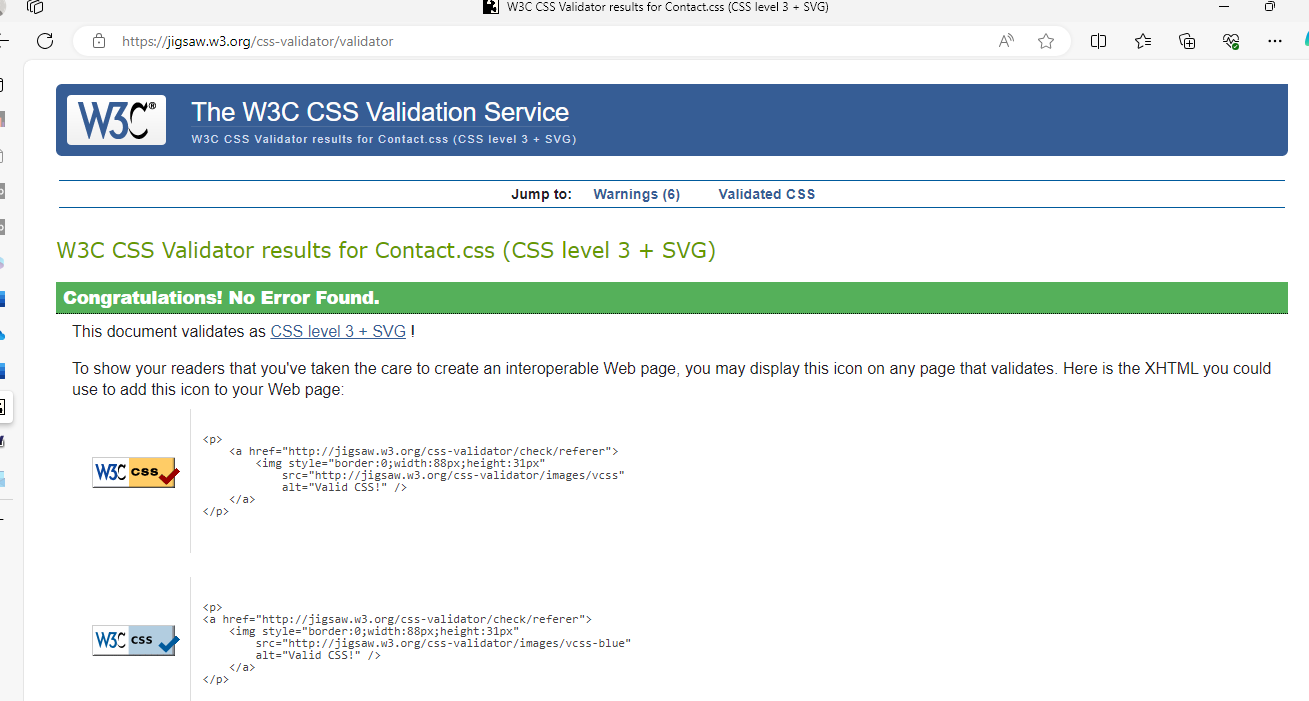 W3C CSS Validator results for Contact.css (CSS level 3 + SVG)
https://jigsaw.w3.org/css-validator/validator
W3C®
The W3C CSS Validation Service
W3C CSS Validator results for Contact.css (CSS level 3 + SVG)
Jump to: Warnings (6) Validated CSS
W3C CSS Validator results for Contact.css (CSS level 3 + SVG)
Congratulations! No Error Found.
This document validates as CSS level 3 + SVG !
To show your readers that you've taken the care to create an interoperable Web page, you may display this icon on any page that validates. Here is the XHTML you could
use to add this icon to your Web page:
<p>
<a href="http://jigsaw.w3.org/css-validator/check/referer">
<img style="border:0;width:88px;height:31px"
src="http://jigsaw.w3.org/css-validator/images/vcss"
alt="Valid CSS!" />
</a>
</p>
W3C css
<p>
<a href="http://jigsaw.w3.org/css-validator/check/referer">
<img style="border:0;width:88px;height:31px"
src="http://jigsaw.w3.org/css-validator/images/vcss-blue"
alt="Valid CSS!" />
</a>
</p>
W3C css